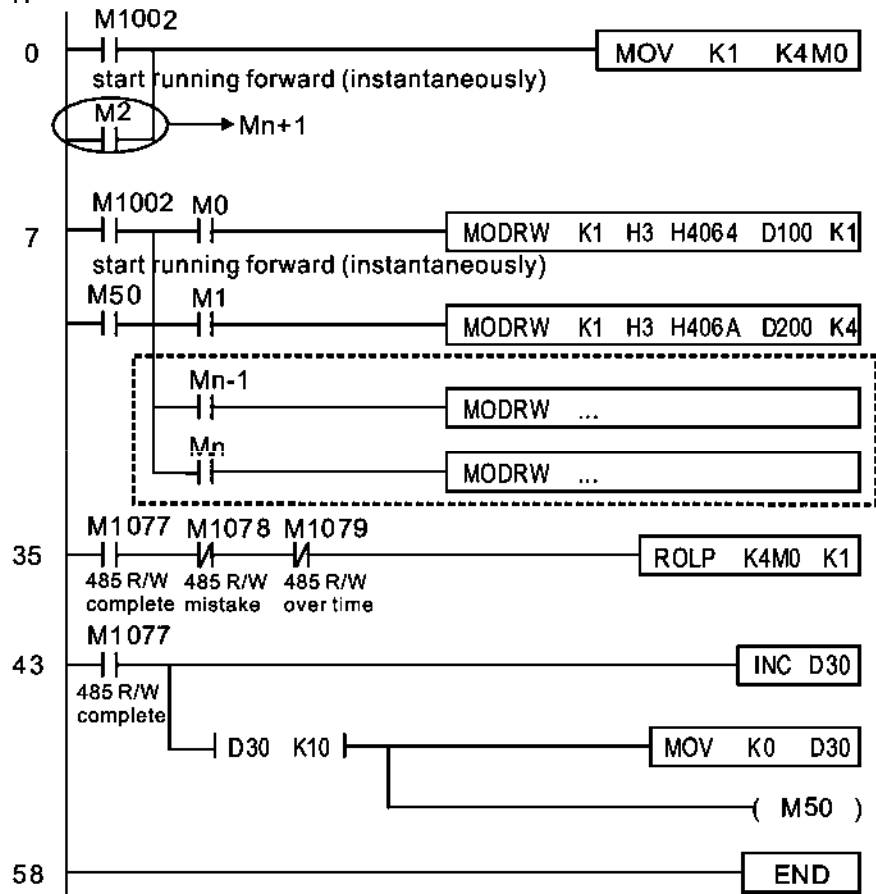 M1002
0 MOV K1 K4M0
start running forward (instantaneously)
M2
Mn+1
M1002 M0
7 MODRW K1 H3 H4064 D100 K1
start running forward (instantaneously)
M50 M1
MODRW K1 H3 H406A D200 K4
Mn-1
MODRW ...
Mn
MODRW ...
M1077 M1078 M1079
35 ROLP K4M0 K1
485 R/W 485 R/W 485 R/W
complete mistake over time
M1077
43 INC D30
485 R/W
complete
D30 K10 MOV K0 D30
( M50 )
58 END